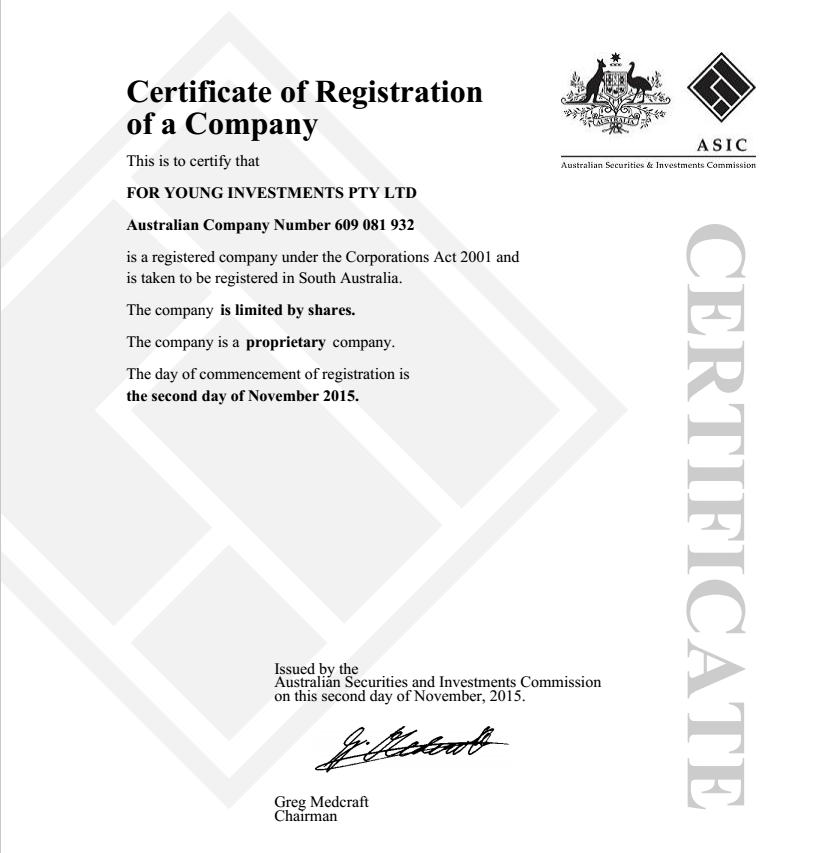 Certificate of Registration
of a Company
This is to certify that
FOR YOUNG INVESTMENTS PTY LTD
Australian Company Number 609 081 932
is a registered company under the Corporations Act 2001 and
is taken to be registered in South Australia.
The company is limited by shares.
The company is a proprietary company.
The day of commencement of registration is
the second day of November 2015.
AUSTRALIA
ASIC
Australian Securities & Investments Commission
CERTIFICATE
Issued by the
Australian Securities and Investments Commission
on this second day of November, 2015.
Greg Medcraft
Chairman